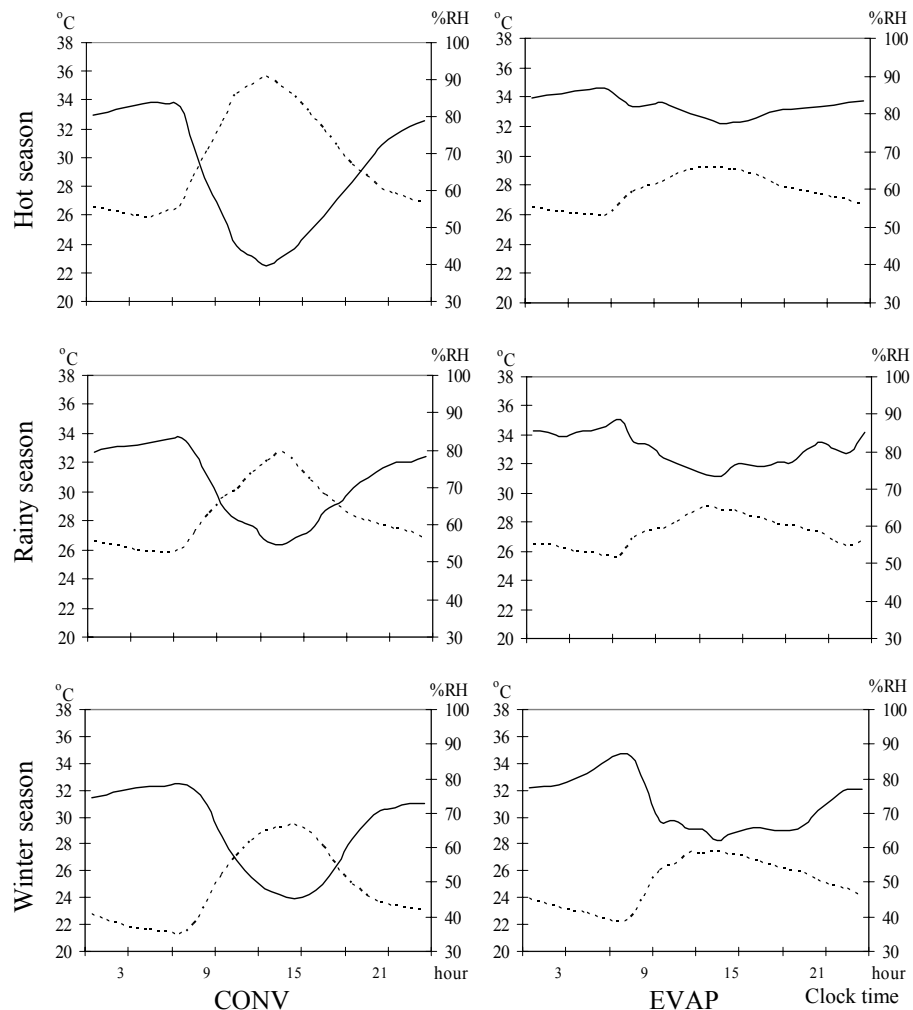 °C %RH °C %RH
38 100 38 100
36 90 36 90
34 80 34 80
32 70 32 70
30 60 30 60
28 50 28 50
26 40 26 40
24 30 24 30
22 22
20 20
Hot season
°C %RH °C %RH
38 100 38 100
36 90 36 90
34 80 34 80
32 70 32 70
30 60 30 60
28 50 28 50
26 40 26 40
24 30 24 30
22 22
20 20
Rainy season
°C %RH °C %RH
38 100 38 100
36 90 36 90
34 80 34 80
32 70 32 70
30 60 30 60
28 50 28 50
26 40 26 40
24 30 24 30
22 22
20 20
Winter season
3 9 15 21 hour 3 9 15 21 hour
CONV EVAP Clock time